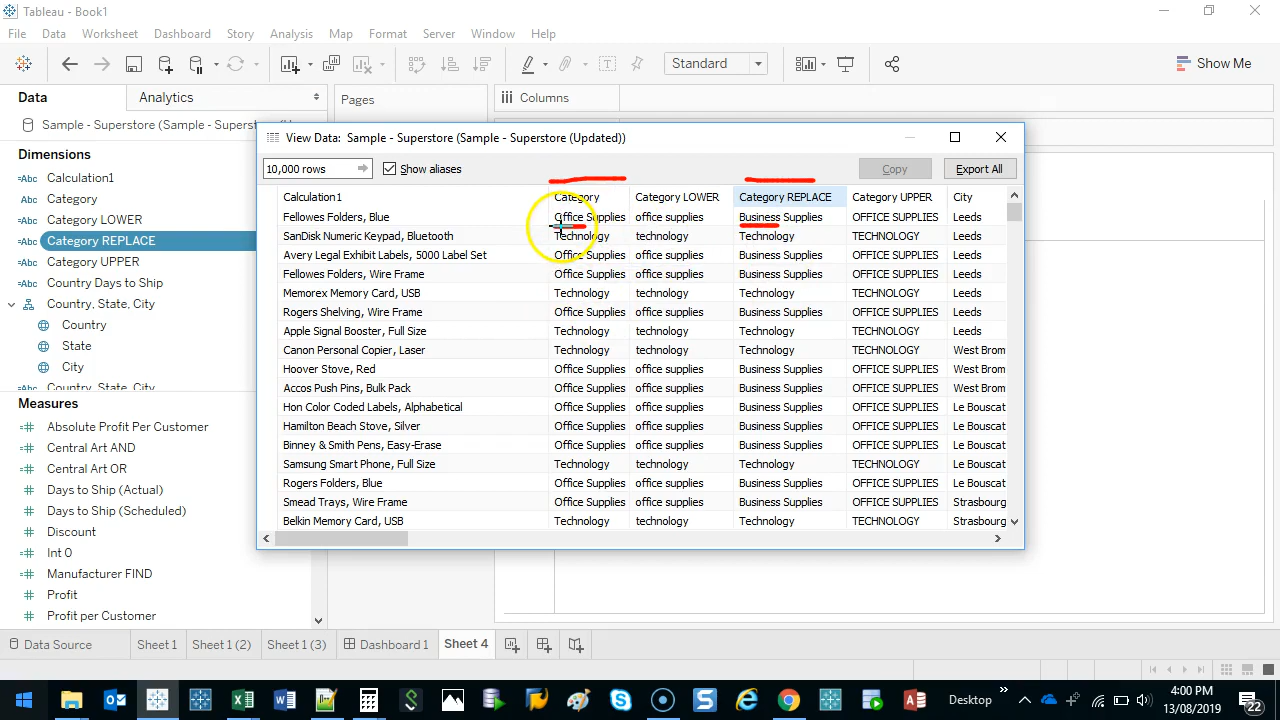 Tableau - Book1
File Data Worksheet Dashboard Story Analysis Map Format Server Window Help
Standard
Show Me
Data Analytics
Pages
Columns
Sample - Superstore (Sample - Superst
Dimensions
Abc Calculation1
Abc Category
Abc Category LOWER
Abc Category REPLACE
Abc Category UPPER
Abc Country Days to Ship
Country, State, City
Country
State
City
Abc Country, State, City
Measures
Absolute Profit Per Customer
Central Art AND
Central Art OR
Days to Ship (Actual)
Days to Ship (Scheduled)
Discount
Int 0
Manufacturer FIND
Profit
Profit per Customer
View Data: Sample - Superstore (Sample - Superstore (Updated))
10,000 rows Show aliases Copy Export All
Calculation1 Category Category LOWER Category REPLACE Category UPPER City
Fellowes Folders, Blue Office Supplies office supplies Business Supplies OFFICE SUPPLIES Leeds
SanDisk Numeric Keypad, Bluetooth Technology technology Technology TECHNOLOGY Leeds
Avery Legal Exhibit Labels, 5000 Label Set Office Supplies office supplies Business Supplies OFFICE SUPPLIES Leeds
Fellowes Folders, Wire Frame Office Supplies office supplies Business Supplies OFFICE SUPPLIES Leeds
Memorex Memory Card, USB Technology technology Technology TECHNOLOGY Leeds
Rogers Shelving, Wire Frame Office Supplies office supplies Business Supplies OFFICE SUPPLIES Leeds
Apple Signal Booster, Full Size Technology technology Technology TECHNOLOGY Leeds
Canon Personal Copier, Laser Technology technology Technology TECHNOLOGY West Brom
Hoover Stove, Red Office Supplies office supplies Business Supplies OFFICE SUPPLIES West Brom
Accos Push Pins, Bulk Pack Office Supplies office supplies Business Supplies OFFICE SUPPLIES West Brom
Hon Color Coded Labels, Alphabetical Office Supplies office supplies Business Supplies OFFICE SUPPLIES Le Bouscat
Hamilton Beach Stove, Silver Office Supplies office supplies Business Supplies OFFICE SUPPLIES Le Bouscat
Binney & Smith Pens, Easy-Erase Office Supplies office supplies Business Supplies OFFICE SUPPLIES Le Bouscat
Samsung Smart Phone, Full Size Technology technology Technology TECHNOLOGY Le Bouscat
Rogers Folders, Blue Office Supplies office supplies Business Supplies OFFICE SUPPLIES Le Bouscat
Smead Trays, Wire Frame Office Supplies office supplies Business Supplies OFFICE SUPPLIES Strasbourg
Belkin Memory Card, USB Technology technology Technology TECHNOLOGY Strasbourg
Data Source Sheet 1 Sheet 1 (2) Sheet 1 (3) Dashboard 1 Sheet 4
Desktop
4:00 PM
13/08/2019
22